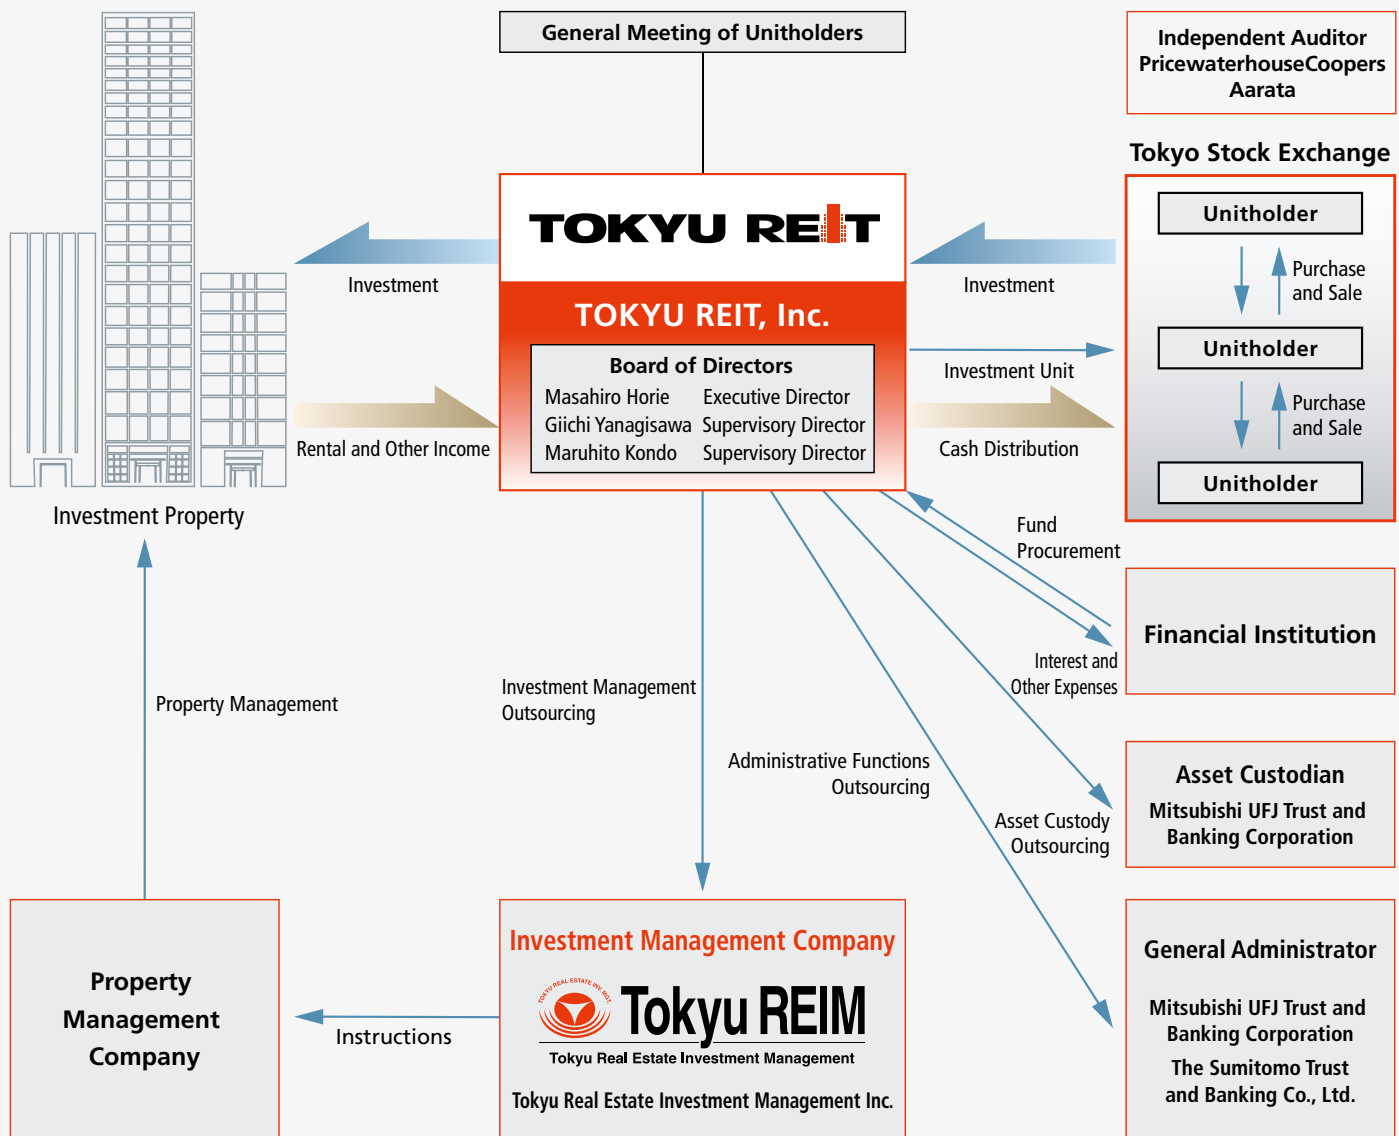 General Meeting of Unitholders
Independent Auditor
PricewaterhouseCoopers
Aarata
Tokyo Stock Exchange
Unitholder
Purchase
and Sale
Unitholder
Purchase
and Sale
Unitholder
TOKYU REIT
TOKYU REIT, Inc.
Board of Directors
Masahiro Horie Executive Director
Giichi Yanagisawa Supervisory Director
Maruhito Kondo Supervisory Director
Investment
Rental and Other Income
Investment
Investment Unit
Cash Distribution
Investment Property
Fund
Procurement
Financial Institution
Interest and
Other Expenses
Property Management
Investment Management
Outsourcing
Administrative Functions
Outsourcing
Asset Custody
Outsourcing
Asset Custodian
Mitsubishi UFJ Trust and
Banking Corporation
Property
Management
Company
Instructions
Investment Management Company
TOKYU REAL ESTATE INV. MGT.
Tokyu REIM
Tokyu Real Estate Investment Management
Tokyu Real Estate Investment Management Inc.
General Administrator
Mitsubishi UFJ Trust and
Banking Corporation
The Sumitomo Trust
and Banking Co., Ltd.